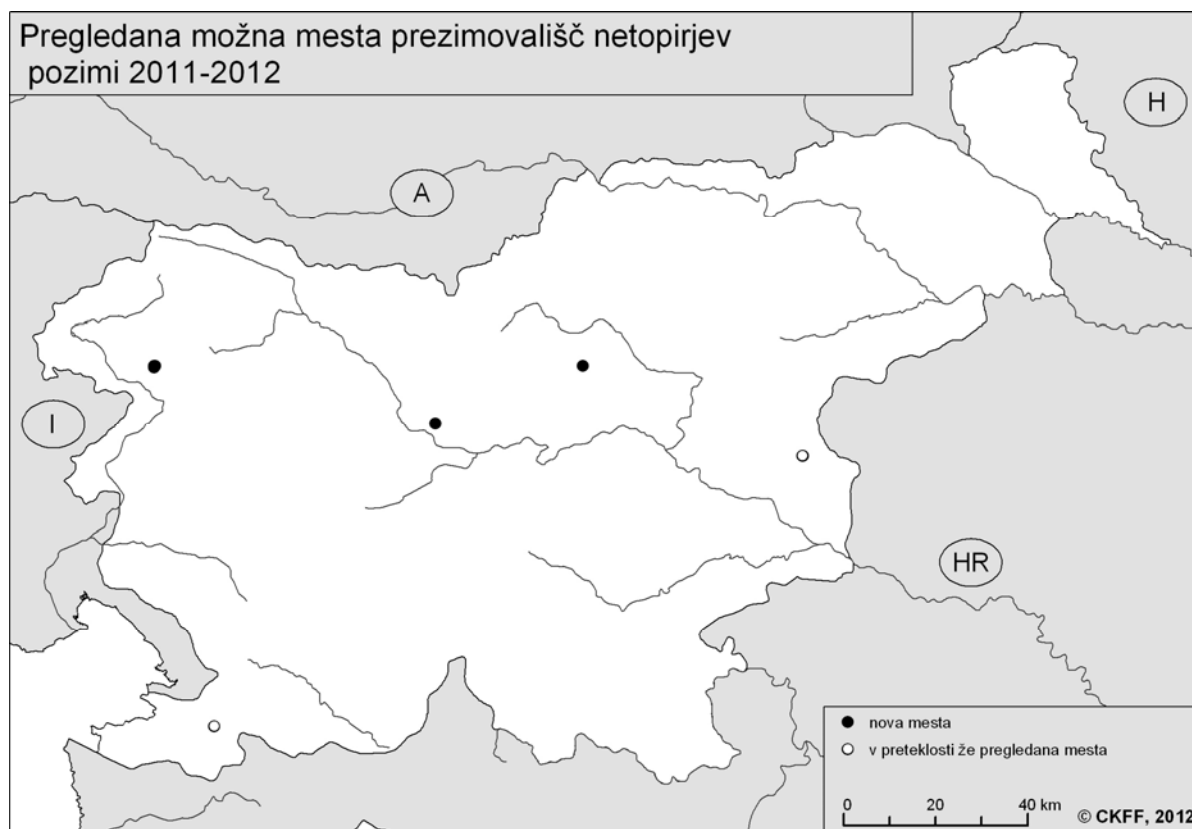 Pregledana možna mesta prezimovališč netopirjev
pozimi 2011-2012
H
A
I
HR
nova mesta
v preteklosti že pregledana mesta
0 20 40 km
© CKFF, 2012